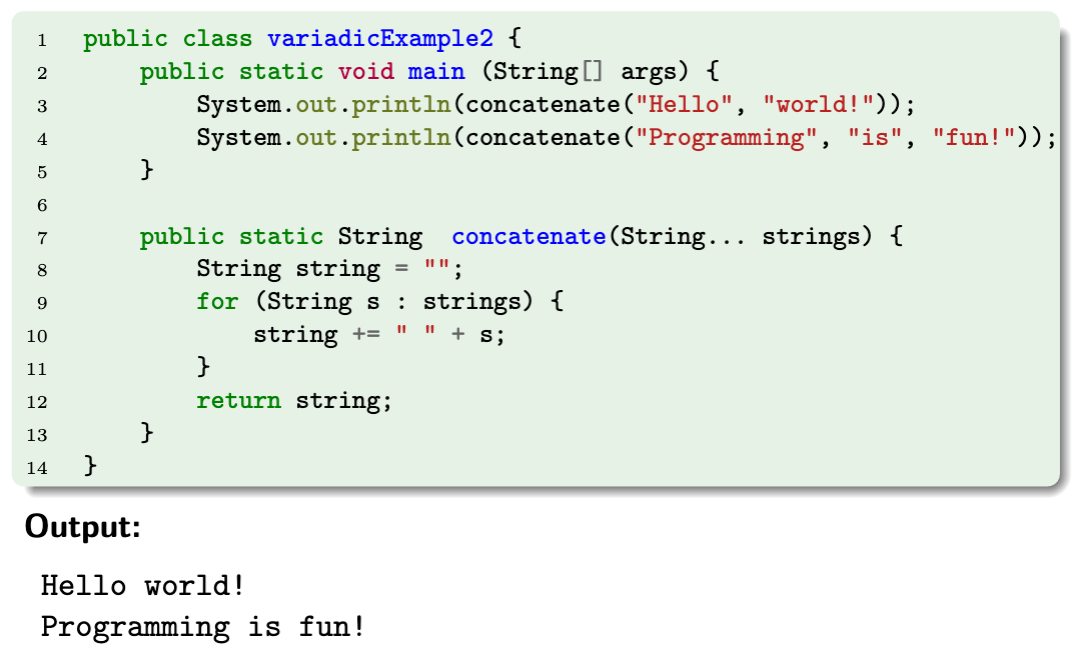 1 public class variadicExample2 {
2 public static void main (String[] args) {
3 System.out.println(concatenate("Hello", "world!"));
4 System.out.println(concatenate("Programming", "is", "fun!"));
5 }
6
7 public static String  concatenate(String... strings) {
8 String string = "";
9 for (String s : strings) {
10 string += " " + s;
11 }
12 return string;
13 }
14 }
Output:
Hello world!
Programming is fun!